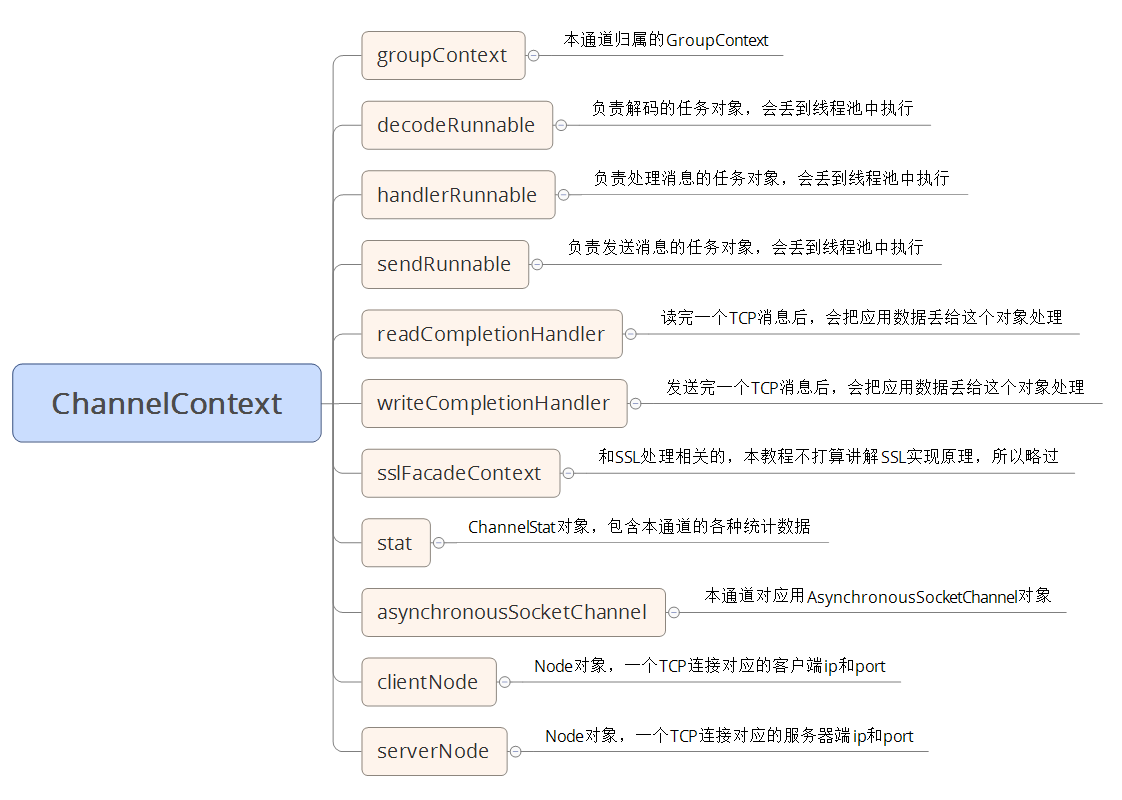 groupContext
本通道归属的GroupContext
decodeRunnable
负责解码的任务对象，会丢到线程池中执行
handlerRunnable
负责处理消息的任务对象，会丢到线程池中执行
sendRunnable
负责发送消息的任务对象，会丢到线程池中执行
readCompletionHandler
读完一个TCP消息后，会把应用数据丢给这个对象处理
ChannelContext
writeCompletionHandler
发送完一个TCP消息后，会把应用数据丢给这个对象处理
sslFacadeContext
和SSL处理相关的，本教程不打算讲解SSL实现原理，所以略过
stat
ChannelStat对象，包含本通道的各种统计数据
asynchronousSocketChannel
本通道对应用AsynchronousSocketChannel对象
clientNode
Node对象，一个TCP连接对应的客户端ip和port
serverNode
Node对象，一个TCP连接对应的服务器端ip和port